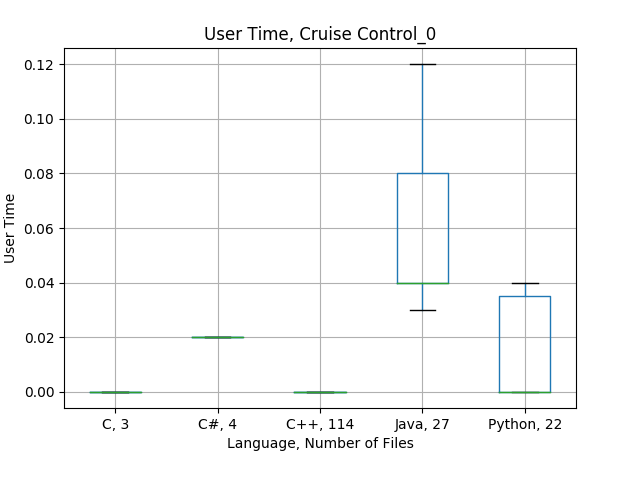 User Time, Cruise Control_0
0.12
0.10
0.08
0.06
0.04
0.02
0.00
User Time
C, 3
C#, 4
C++, 114
Java, 27
Python, 22
Language, Number of Files